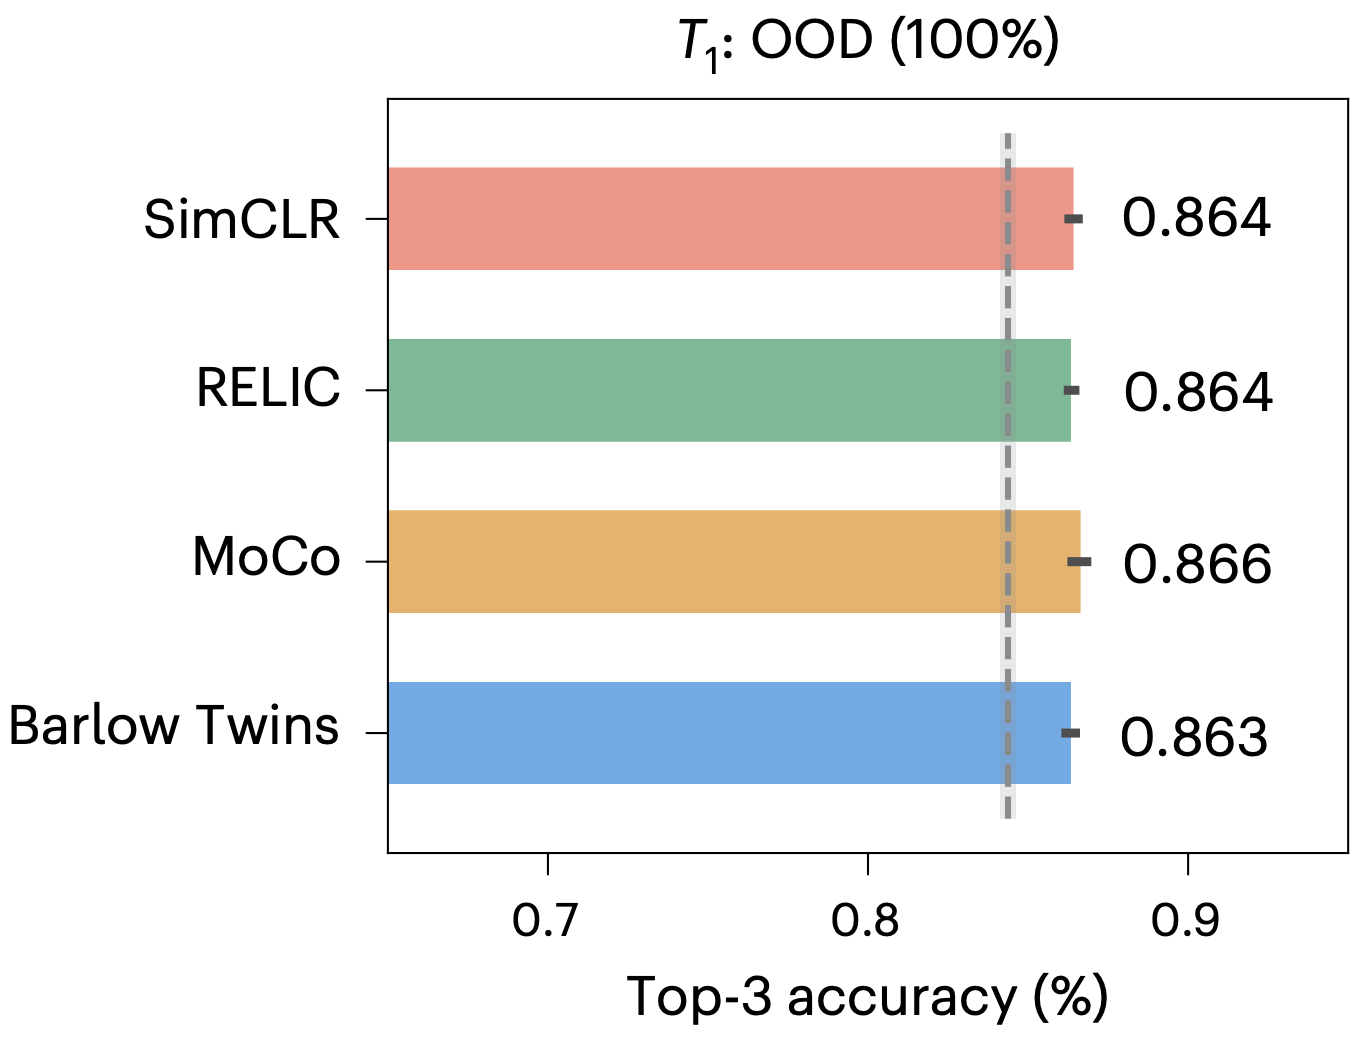 T1: OOD (100%)
SimCLR 0.864
RELIC 0.864
MoCo 0.866
Barlow Twins 0.863
0.7 0.8 0.9
Top-3 accuracy (%)